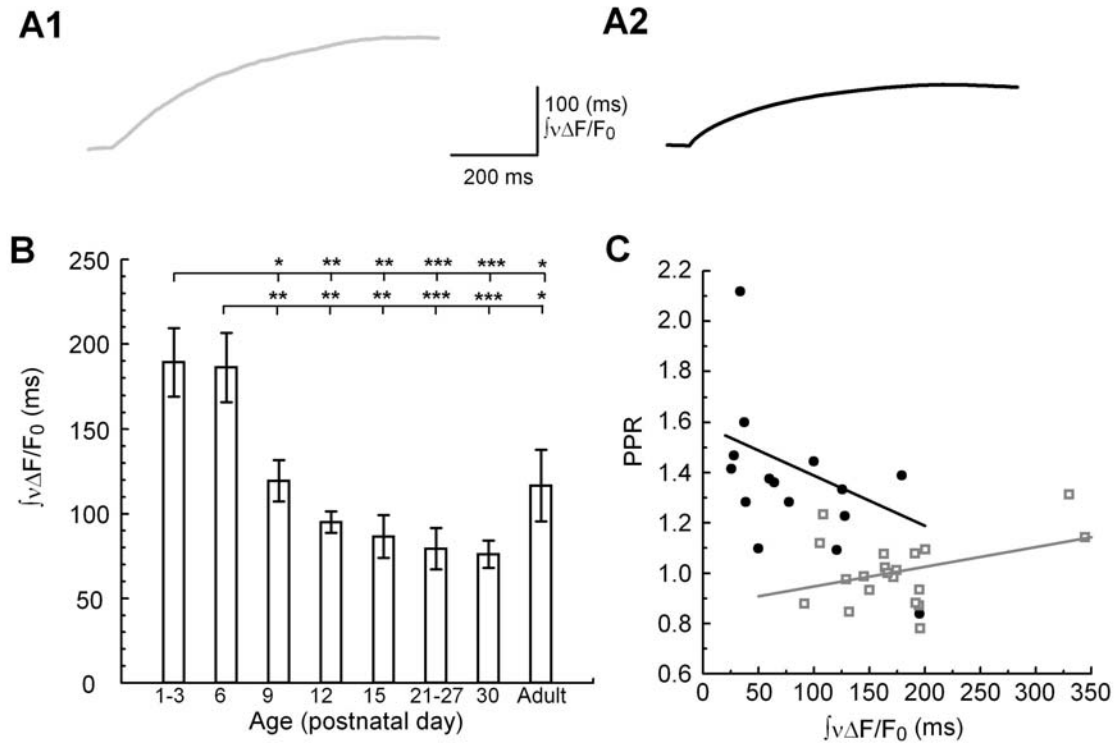 A1
A2
100 (ms)
∫νΔF/F₀
200 ms
B
C
250
200
150
100
50
0
∫νΔF/F₀ (ms)
* ** ** *** *** *
** ** ** *** *** *
1-3 6 9 12 15 21-27 30 Adult
Age (postnatal day)
2.2
2.0
1.8
1.6
1.4
1.2
1.0
0.8
0.6
PPR
0 50 100 150 200 250 300 350
∫νΔF/F₀ (ms)